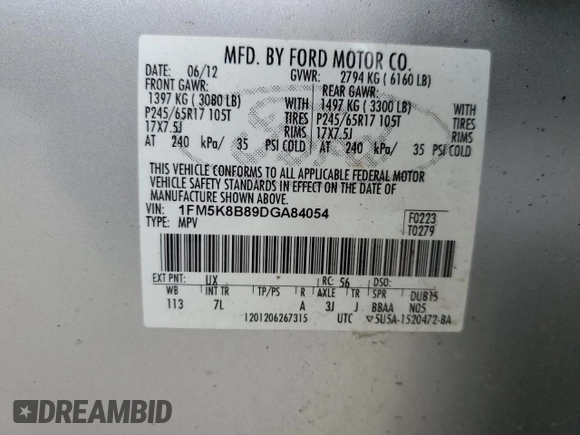 MFD. BY FORD MOTOR CO.
DATE: 06/12 GVWR: 2794 KG ( 6160 LB)
FRONT GAWR: REAR GAWR:
1397 KG ( 3080 LB) WITH 1497 KG ( 3300 LB) WITH
P245/65R17 105T TIRES P245/65R17 105T TIRES
17X7.5J RIMS 17X7.5J RIMS
AT 240 kPa/ 35 PSI COLD AT 240 kPa/ 35 PSI COLD
THIS VEHICLE CONFORMS TO ALL APPLICABLE FEDERAL MOTOR
VEHICLE SAFETY STANDARDS IN EFFECT ON THE DATE OF
MANUFACTURE SHOWN ABOVE.
VIN: 1FM5K8B89DGA84054 F0223
TYPE: MPV T0279
EXT PNT: UX RC: 56 DSO:
WB INT TR TP/PS R AXLE TR SPR DUB15
113 7L A 3J J BBAA N05
1201206267315 UTC ▽5U5A-1520472-BA
Ford
DREAMBID